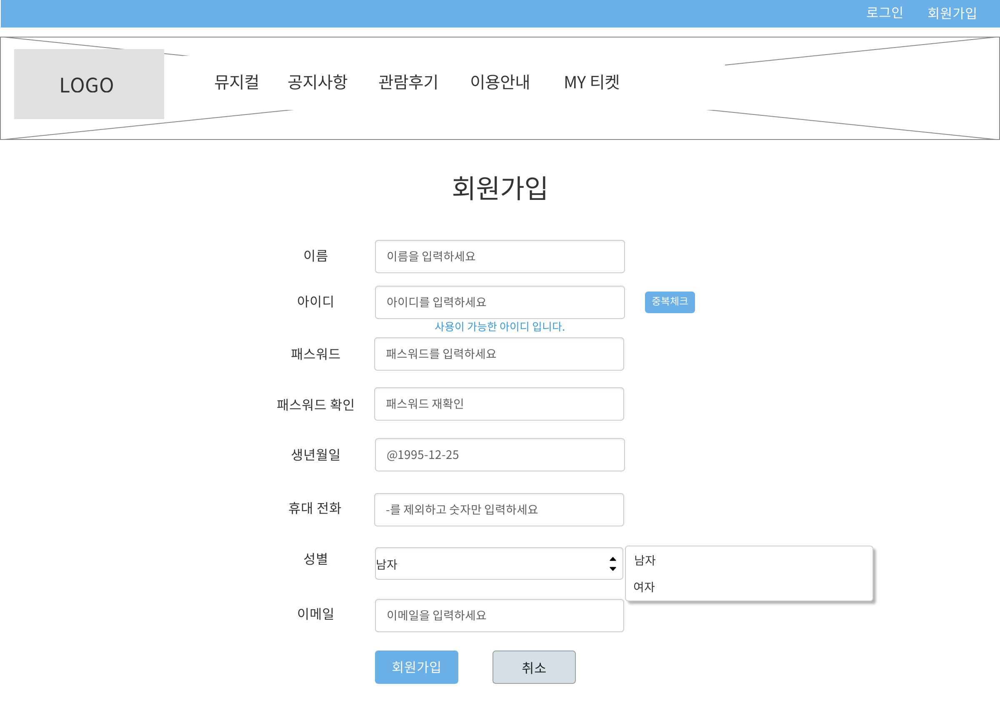 로그인 회원가입
LOGO 뮤지컬 공지사항 관람후기 이용안내 MY 티켓
회원가입
이름 이름을 입력하세요
아이디 아이디를 입력하세요 중복체크
사용이 가능한 아이디 입니다.
패스워드 패스워드를 입력하세요
패스워드 확인 패스워드 재확인
생년월일 @1995-12-25
휴대 전화 -를 제외하고 숫자만 입력하세요
성별 남자 남자
여자
이메일 이메일을 입력하세요
회원가입 취소